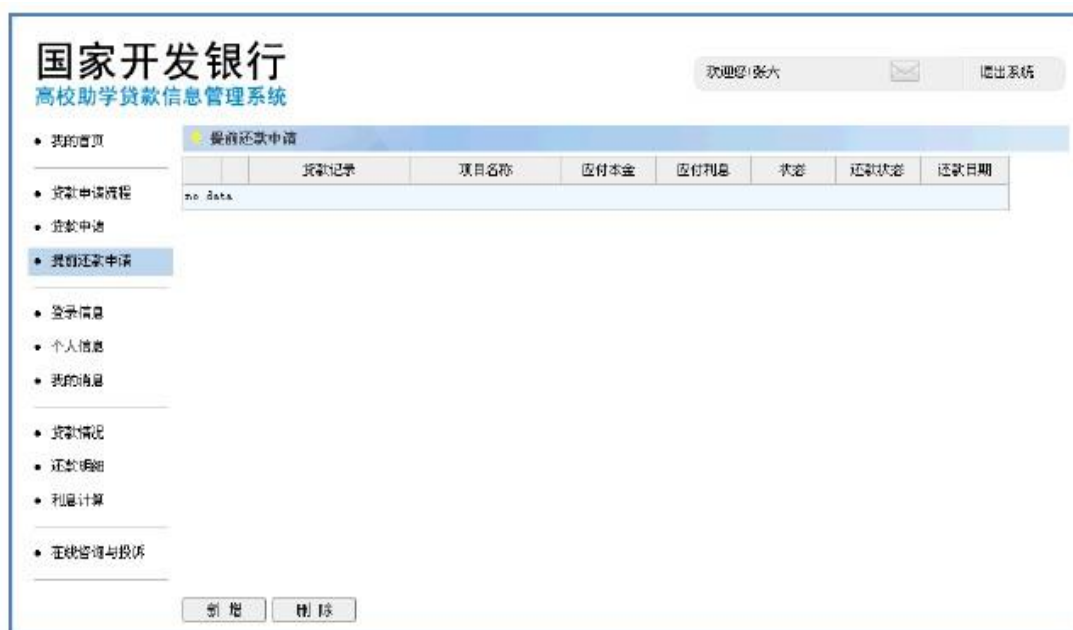 国家开发银行
高校助学贷款信息管理系统
欢迎您!张六
退出系统
我的首页
贷款申请流程
贷款申请
提前还款申请
登录信息
个人信息
我的消息
贷款情况
还款明细
利息计算
在线咨询与投诉
提前还款申请
贷款记录 项目名称 应付本金 应付利息 状态 还款状态 还款日期
no data
新 增 删 除